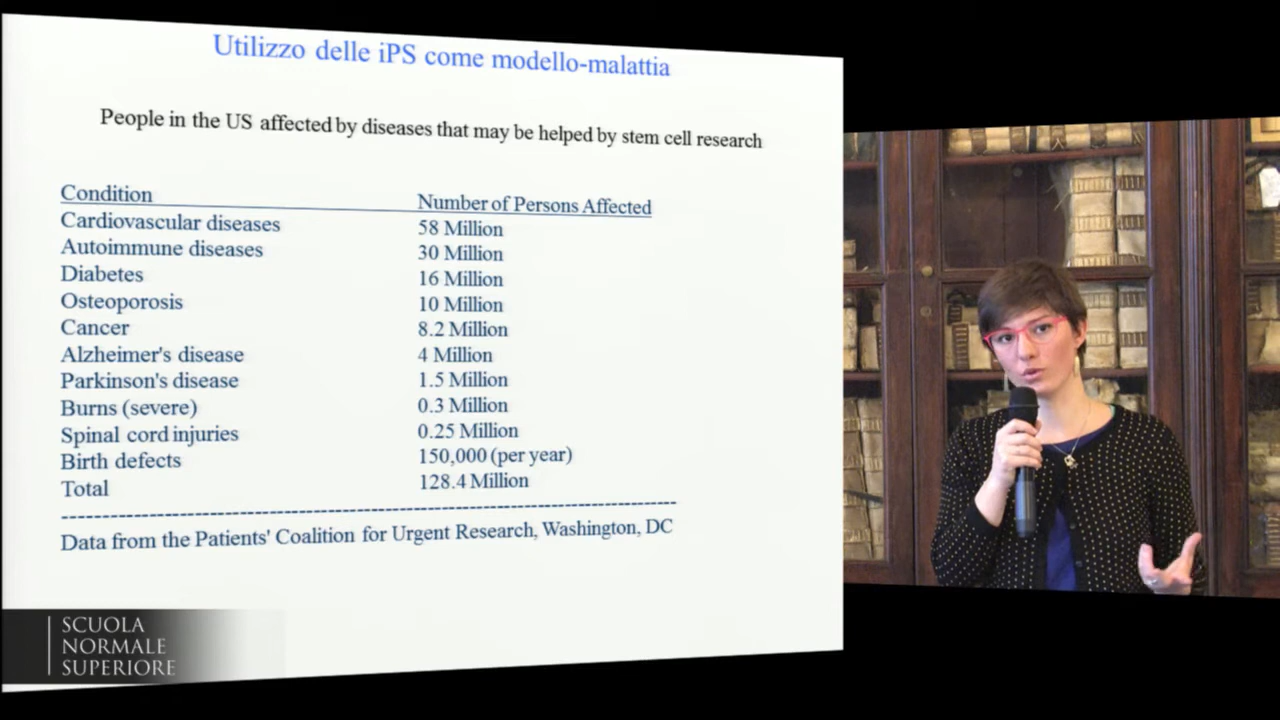 Utilizzo delle iPS come modello-malattia
People in the US affected by diseases that may be helped by stem cell research
Condition Number of Persons Affected
Cardiovascular diseases 58 Million
Autoimmune diseases 30 Million
Diabetes 16 Million
Osteoporosis 10 Million
Cancer 8.2 Million
Alzheimer's disease 4 Million
Parkinson's disease 1.5 Million
Burns (severe) 0.3 Million
Spinal cord injuries 0.25 Million
Birth defects 150,000 (per year)
Total 128.4 Million
--------------------------------------------------------------------------------
Data from the Patients' Coalition for Urgent Research, Washington, DC
SCUOLA
NORMALE
SUPERIORE